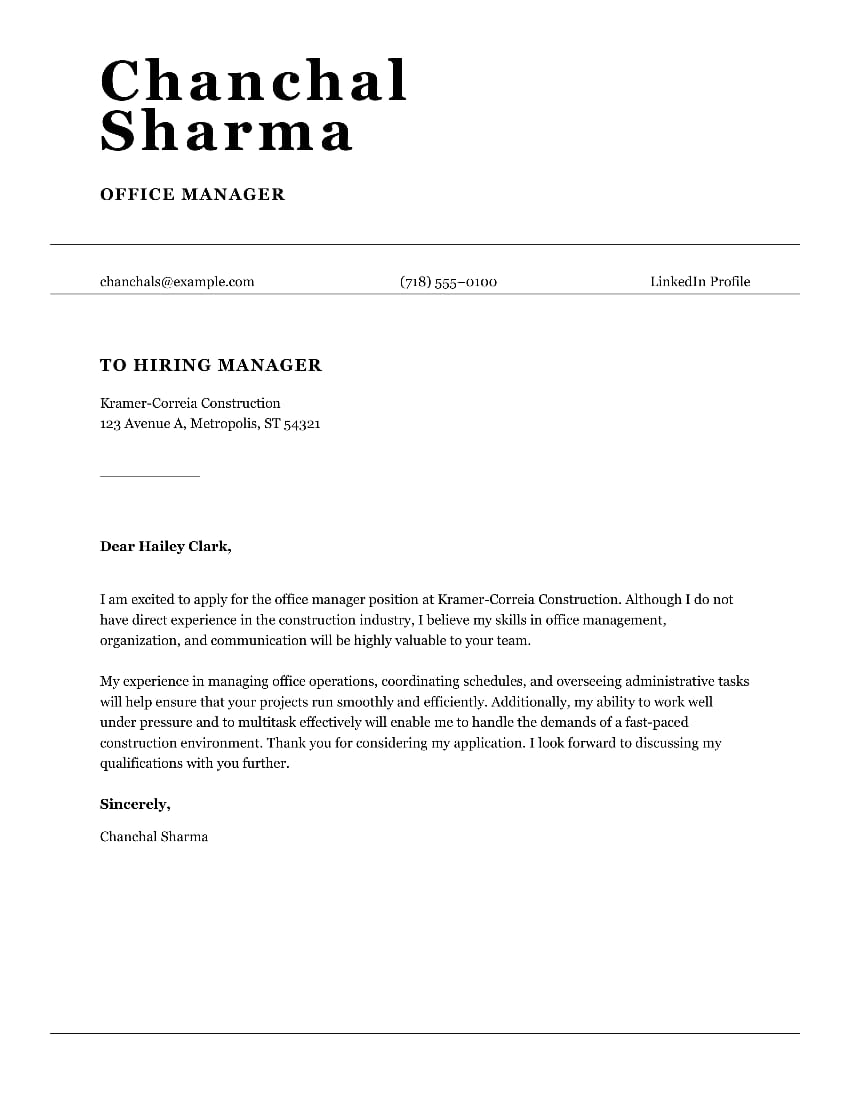 Chanchal
Sharma
OFFICE MANAGER
chanchals@example.com (718) 555–0100 LinkedIn Profile
TO HIRING MANAGER
Kramer-Correia Construction
123 Avenue A, Metropolis, ST 54321
Dear Hailey Clark,
I am excited to apply for the office manager position at Kramer-Correia Construction. Although I do not
have direct experience in the construction industry, I believe my skills in office management,
organization, and communication will be highly valuable to your team.
My experience in managing office operations, coordinating schedules, and overseeing administrative tasks
will help ensure that your projects run smoothly and efficiently. Additionally, my ability to work well
under pressure and to multitask effectively will enable me to handle the demands of a fast-paced
construction environment. Thank you for considering my application. I look forward to discussing my
qualifications with you further.
Sincerely,
Chanchal Sharma